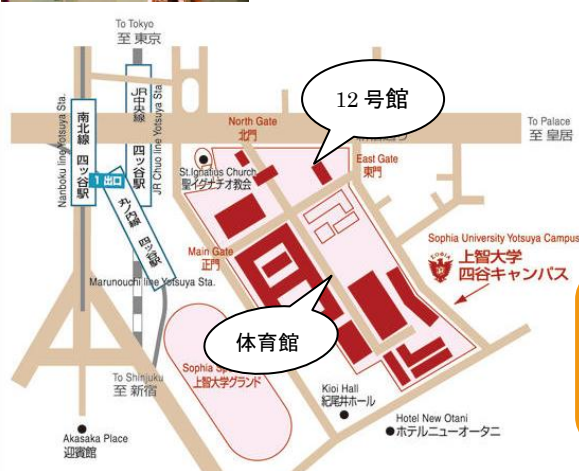 To Tokyo
至 東京
12 号館
JR中央線 四ッ谷駅
JR Chuo line Yotsuya Sta
南北線 四ッ谷駅
Nanboku line Yotsuya Sta.
1 出口
丸ノ内線 四ッ谷駅
Marunouchi line Yotsuya Sta.
North Gate
北門
To Palace
至 皇居
St.Ignatius Church
聖イグナチオ教会
East Gate
東門
Main Gate
正門
Sophia University Yotsuya Campus
SOPHIA
上智大学
四谷キャンパス
体育館
Sophia
上智大学グランド
To Shinjuku
至 新宿
Kioi Hall
紀尾井ホール
Hotel New Otani
ホテルニューオータニ
Akasaka Place
迎賓館